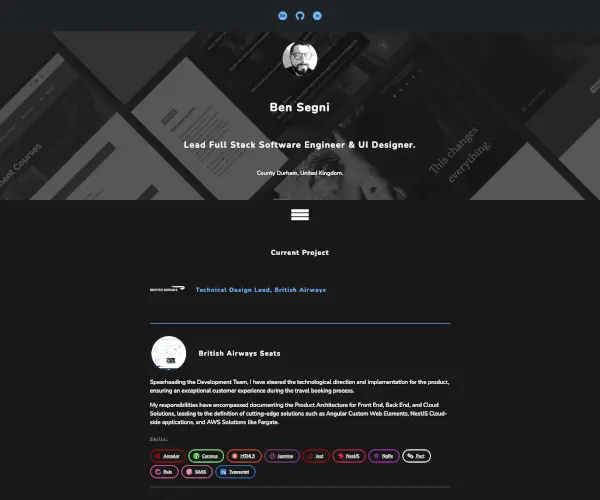 Ben Segni
Lead Full Stack Software Engineer & UI Designer.
County Durham, United Kingdom.
This changes
everything.
Current Project
BRITISH AIRWAYS
Technical Design Lead, British Airways
British Airways Seats
Spearheading the Development Team, I have steered the technological direction and implementation for the product,
ensuring an exceptional customer experience during the travel booking process.
My responsibilities have encompassed documenting the Product Architecture for Front End, Back End, and Cloud
Solutions, leading to the definition of cutting-edge solutions such as Angular Custom Web Elements, NestJS Cloud-
side applications, and AWS Solutions like Fargate.
Skills:
Angular
Cypress
HTML5
Jasmine
Jest
NestJS
NgRx
Pact
Rxjs
SASS
Typescript